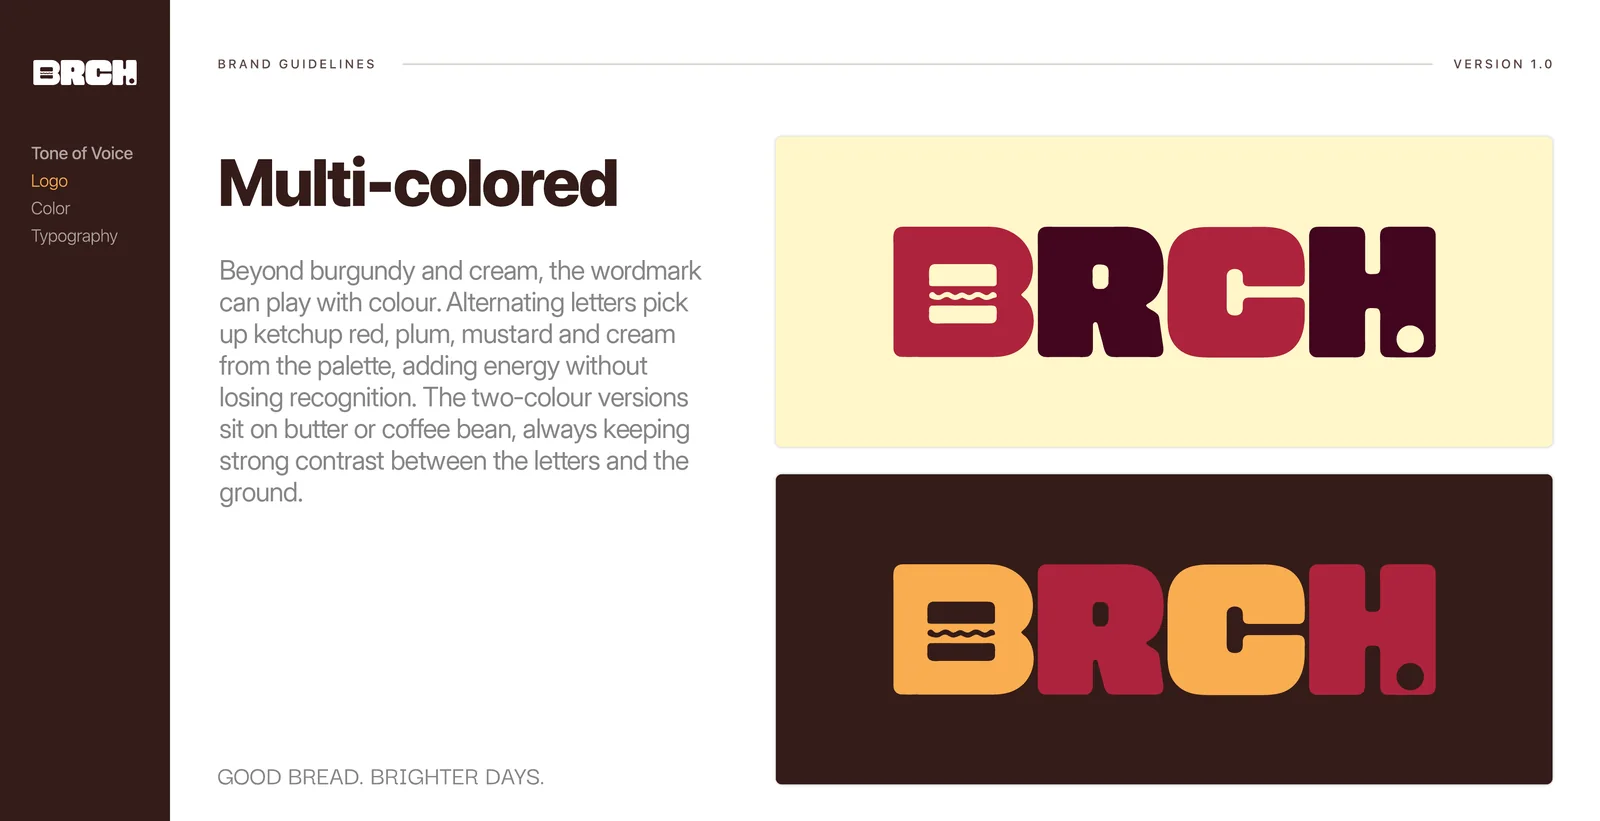 BRCH.
Tone of Voice
Logo
Color
Typography
BRAND GUIDELINES
VERSION 1.0
Multi-colored
Beyond burgundy and cream, the wordmark
can play with colour. Alternating letters pick
up ketchup red, plum, mustard and cream
from the palette, adding energy without
losing recognition. The two-colour versions
sit on butter or coffee bean, always keeping
strong contrast between the letters and the
ground.
GOOD BREAD. BRIGHTER DAYS.
BRCH.
BRCH.